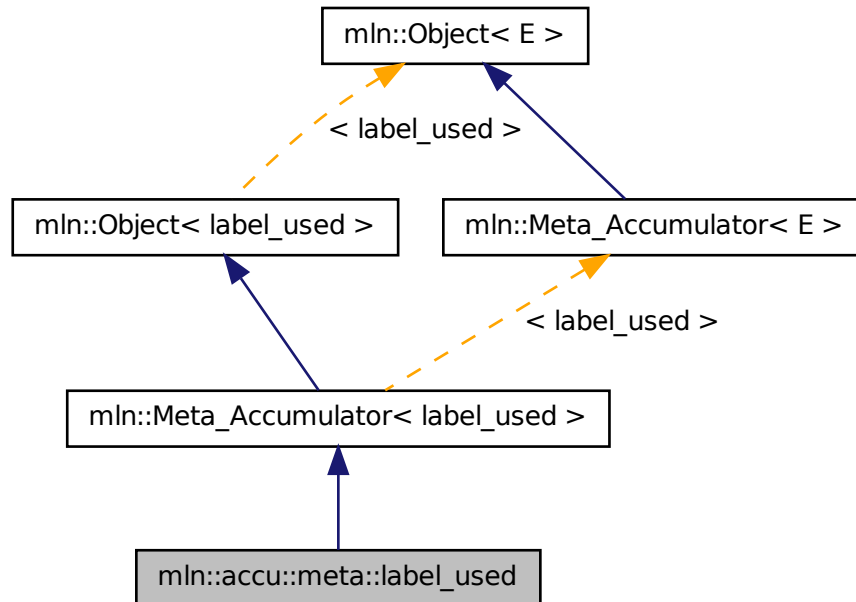 mln::Object< E >
< label_used >
mln::Object< label_used >
mln::Meta_Accumulator< E >
< label_used >
mln::Meta_Accumulator< label_used >
mln::accu::meta::label_used